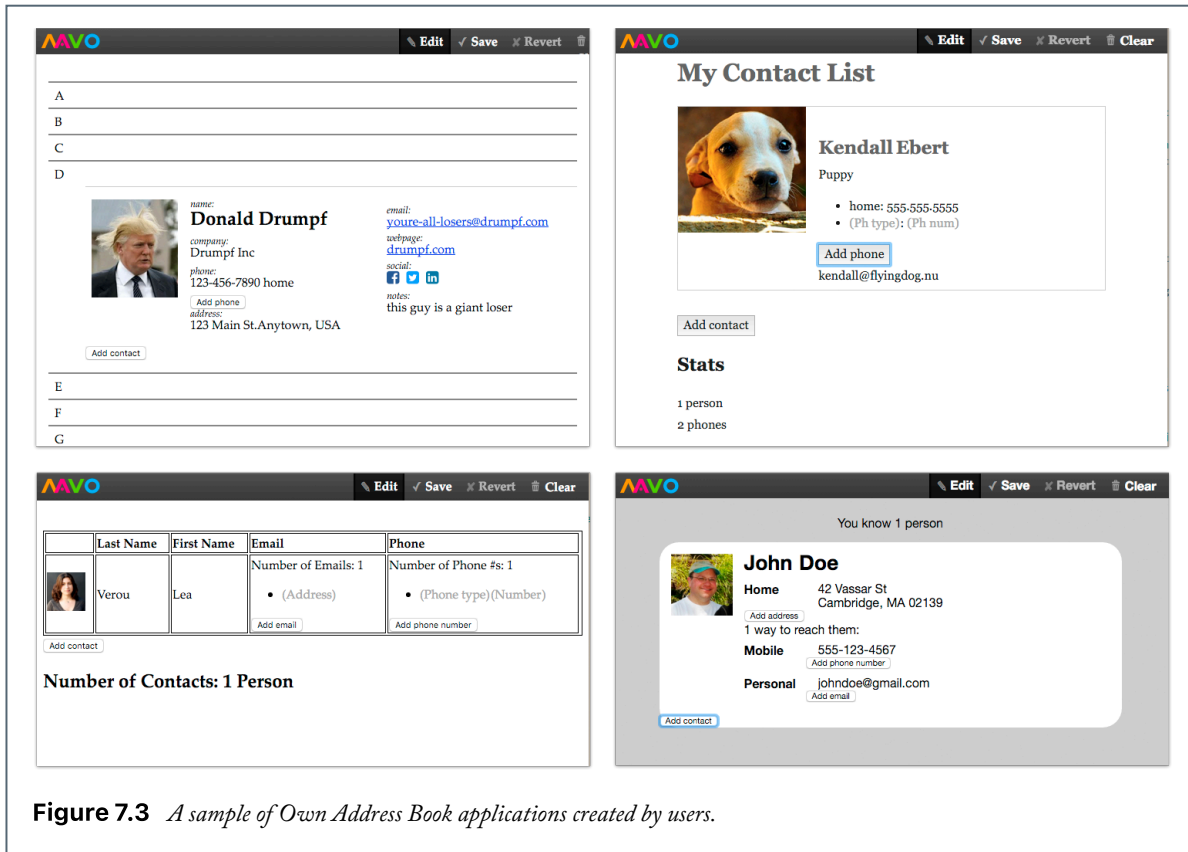 MAVO
Edit Save Revert
A
B
C
D
name:
Donald Drumpf
company:
Drumpf Inc
phone:
123-456-7890 home
Add phone
address:
123 Main St.Anytown, USA
email:
youre-all-losers@drumpf.com
webpage:
drumpf.com
social:
notes:
this guy is a giant loser
Add contact
E
F
G
MAVO
Edit Save Revert Clear
My Contact List
Kendall Ebert
Puppy
• home: 555.555.5555
• (Ph type): (Ph num)
Add phone
kendall@flyingdog.nu
Add contact
Stats
1 person
2 phones
MAVO
Edit Save Revert Clear
Last Name First Name Email Phone
Verou Lea
Number of Emails: 1
• (Address)
Add email
Number of Phone #s: 1
• (Phone type)(Number)
Add phone number
Add contact
Number of Contacts: 1 Person
MAVO
Edit Save Revert Clear
You know 1 person
John Doe
Home 42 Vassar St
Cambridge, MA 02139
Add address
1 way to reach them:
Mobile 555-123-4567
Add phone number
Personal johndoe@gmail.com
Add email
Add contact
Figure 7.3 A sample of Own Address Book applications created by users.